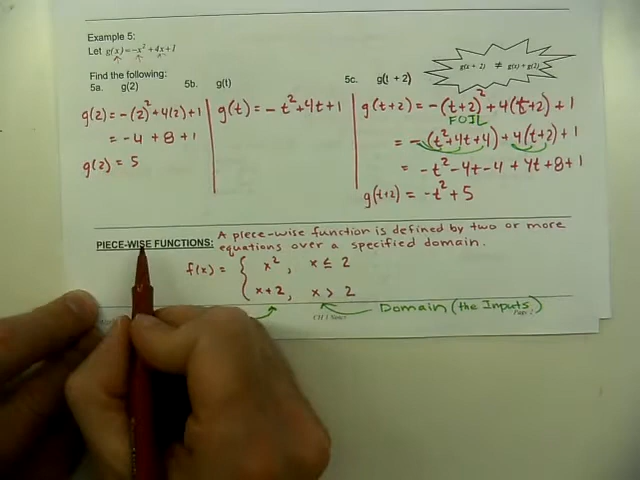 Example 5:
Let g(x) = -x² + 4x + 1
Find the following:
5a. g(2) 5b. g(t) 5c. g(t + 2)
g(x + 2) ≠ g(x) + g(2)
g(2) = -(2)² + 4(2) + 1
= -4 + 8 + 1
g(2) = 5
g(t) = -t² + 4t + 1
g(t+2) = -(t+2)² + 4(t+2) + 1
FOIL
= -(t² + 4t + 4) + 4(t+2) + 1
= -t² - 4t - 4 + 4t + 8 + 1
g(t+2) = -t² + 5
PIECE-WISE FUNCTIONS: A piece-wise function is defined by two or more
equations over a specified domain.
f(x) = { x², x ≤ 2
x+2, x > 2
Domain (the Inputs)
CH 1 Notes